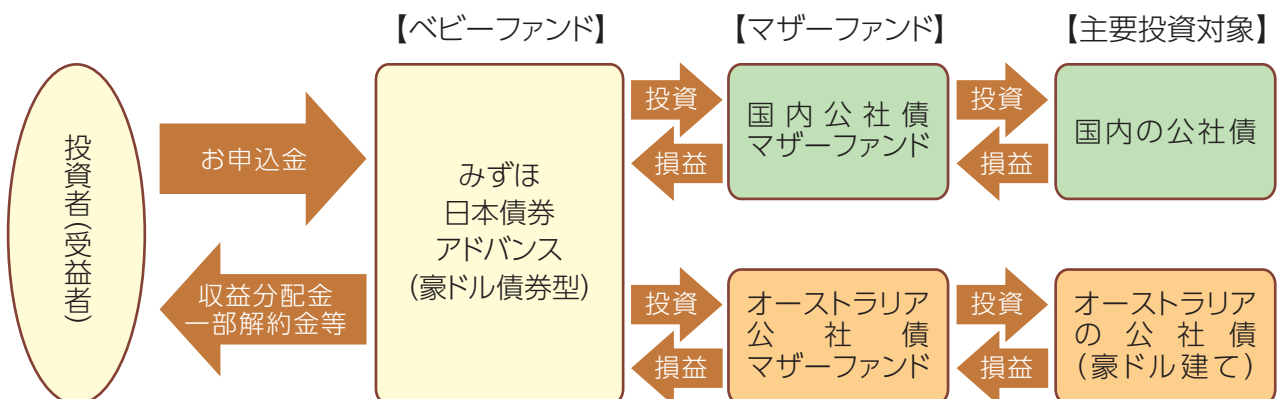 【ベビーファンド】
【マザーファンド】
【主要投資対象】
投資者(受益者)
お申込金
収益分配金
一部解約金等
みずほ
日本債券
アドバンス
(豪ドル債券型)
投資
損益
国内公社債
マザーファンド
投資
損益
国内の公社債
投資
損益
オーストラリア
公社債
マザーファンド
投資
損益
オーストラリア
の公社債
(豪ドル建て)